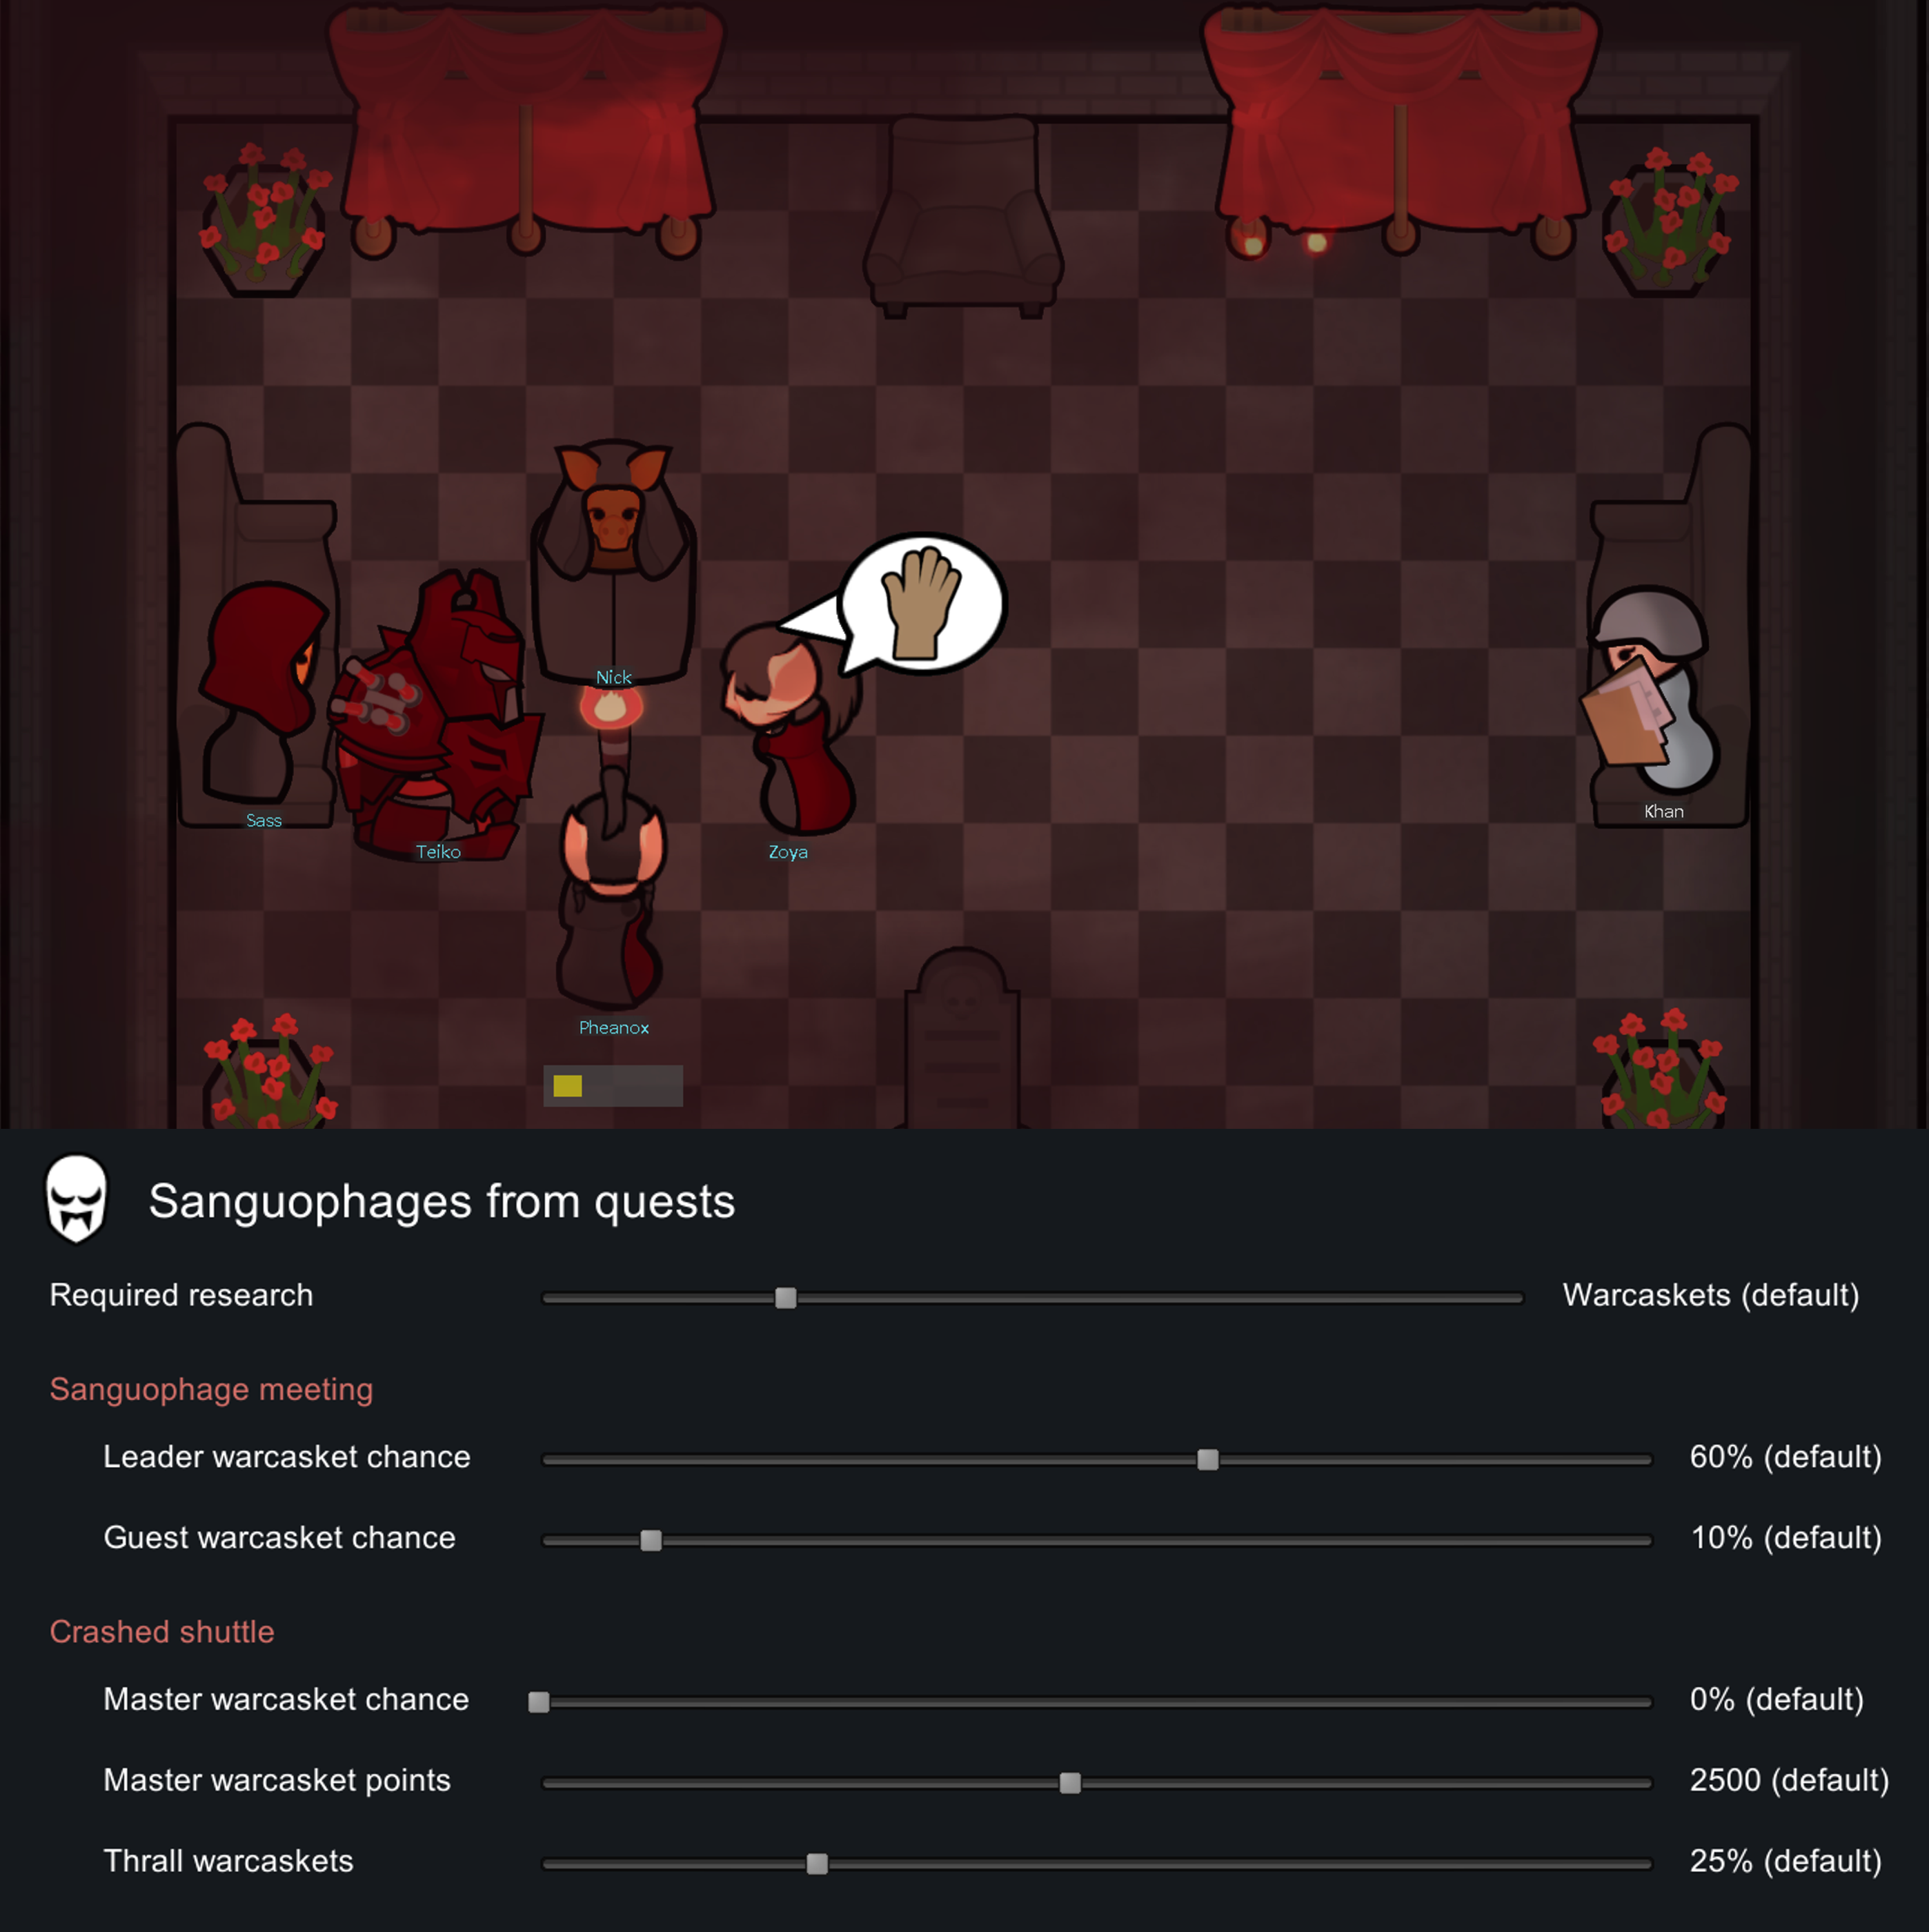 Nick
Sass
Teiko
Zoya
Khan
Pheanox
Sanguophages from quests
Required research Warcaskets (default)
Sanguophage meeting
Leader warcasket chance 60% (default)
Guest warcasket chance 10% (default)
Crashed shuttle
Master warcasket chance 0% (default)
Master warcasket points 2500 (default)
Thrall warcaskets 25% (default)